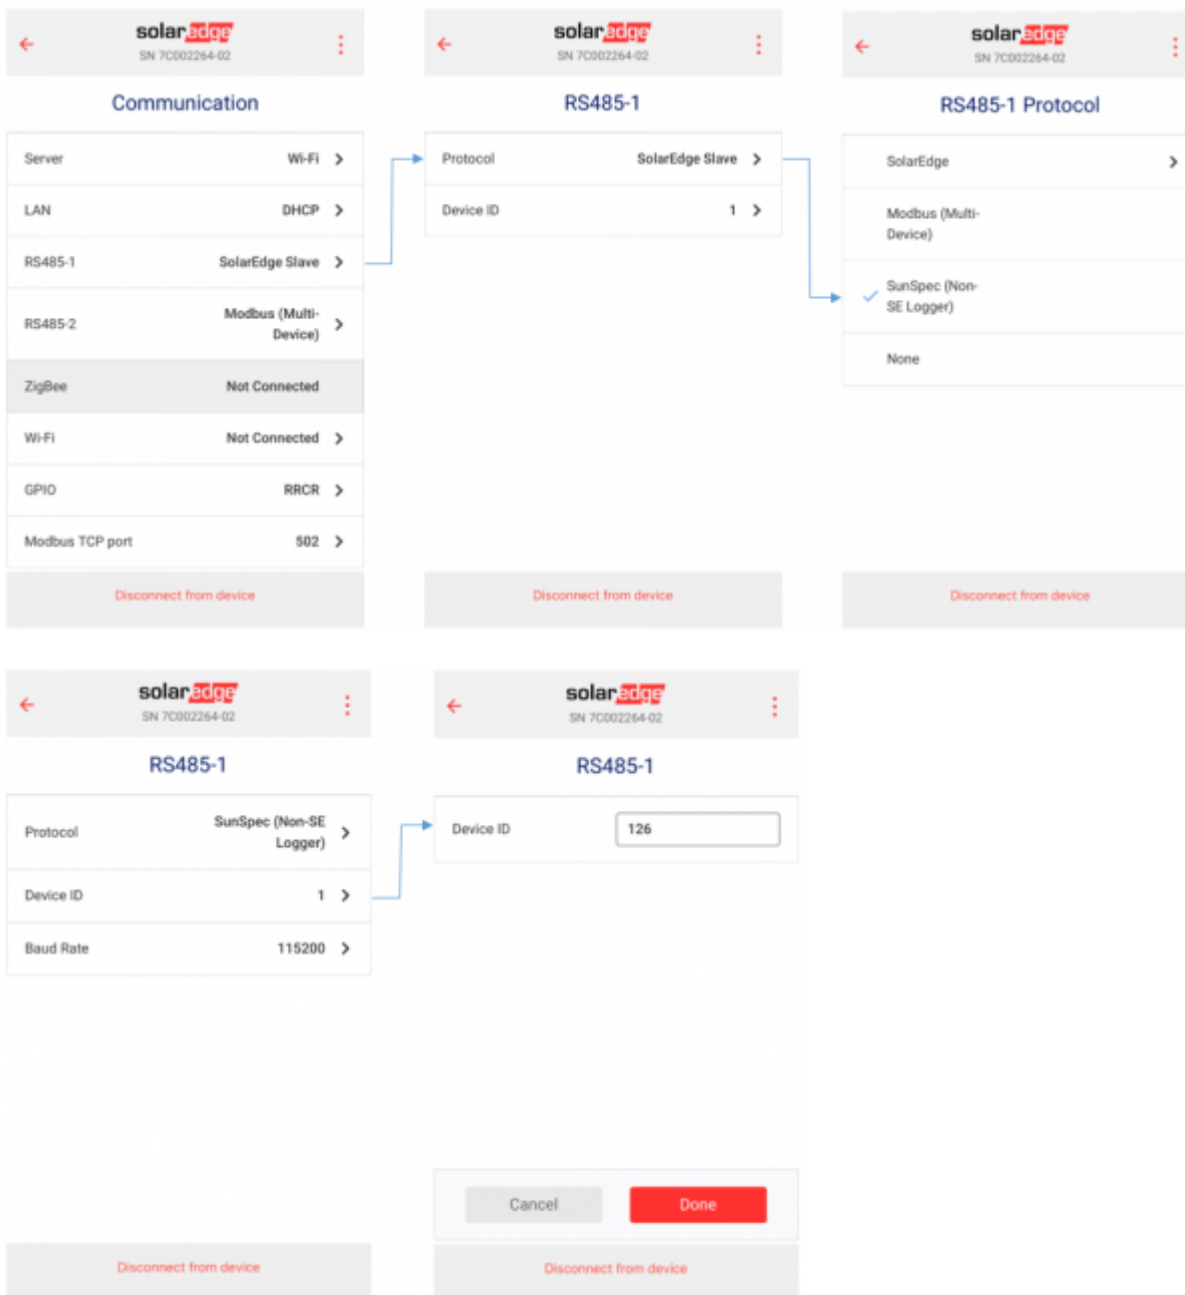 solaredge
SN 7C002264-02
Communication
Server Wi-Fi
LAN DHCP
RS485-1 SolarEdge Slave
RS485-2 Modbus (Multi-
Device)
ZigBee Not Connected
Wi-Fi Not Connected
GPIO RRCR
Modbus TCP port 502
Disconnect from device
solaredge
SN 7C002264-02
RS485-1
Protocol SolarEdge Slave
Device ID 1
Disconnect from device
solaredge
SN 7C002264-02
RS485-1 Protocol
SolarEdge
Modbus (Multi-
Device)
SunSpec (Non-
SE Logger)
None
Disconnect from device
solaredge
SN 7C002264-02
RS485-1
Protocol SunSpec (Non-SE
Logger)
Device ID 1
Baud Rate 115200
Disconnect from device
solaredge
SN 7C002264-02
RS485-1
Device ID 126
Cancel Done
Disconnect from device